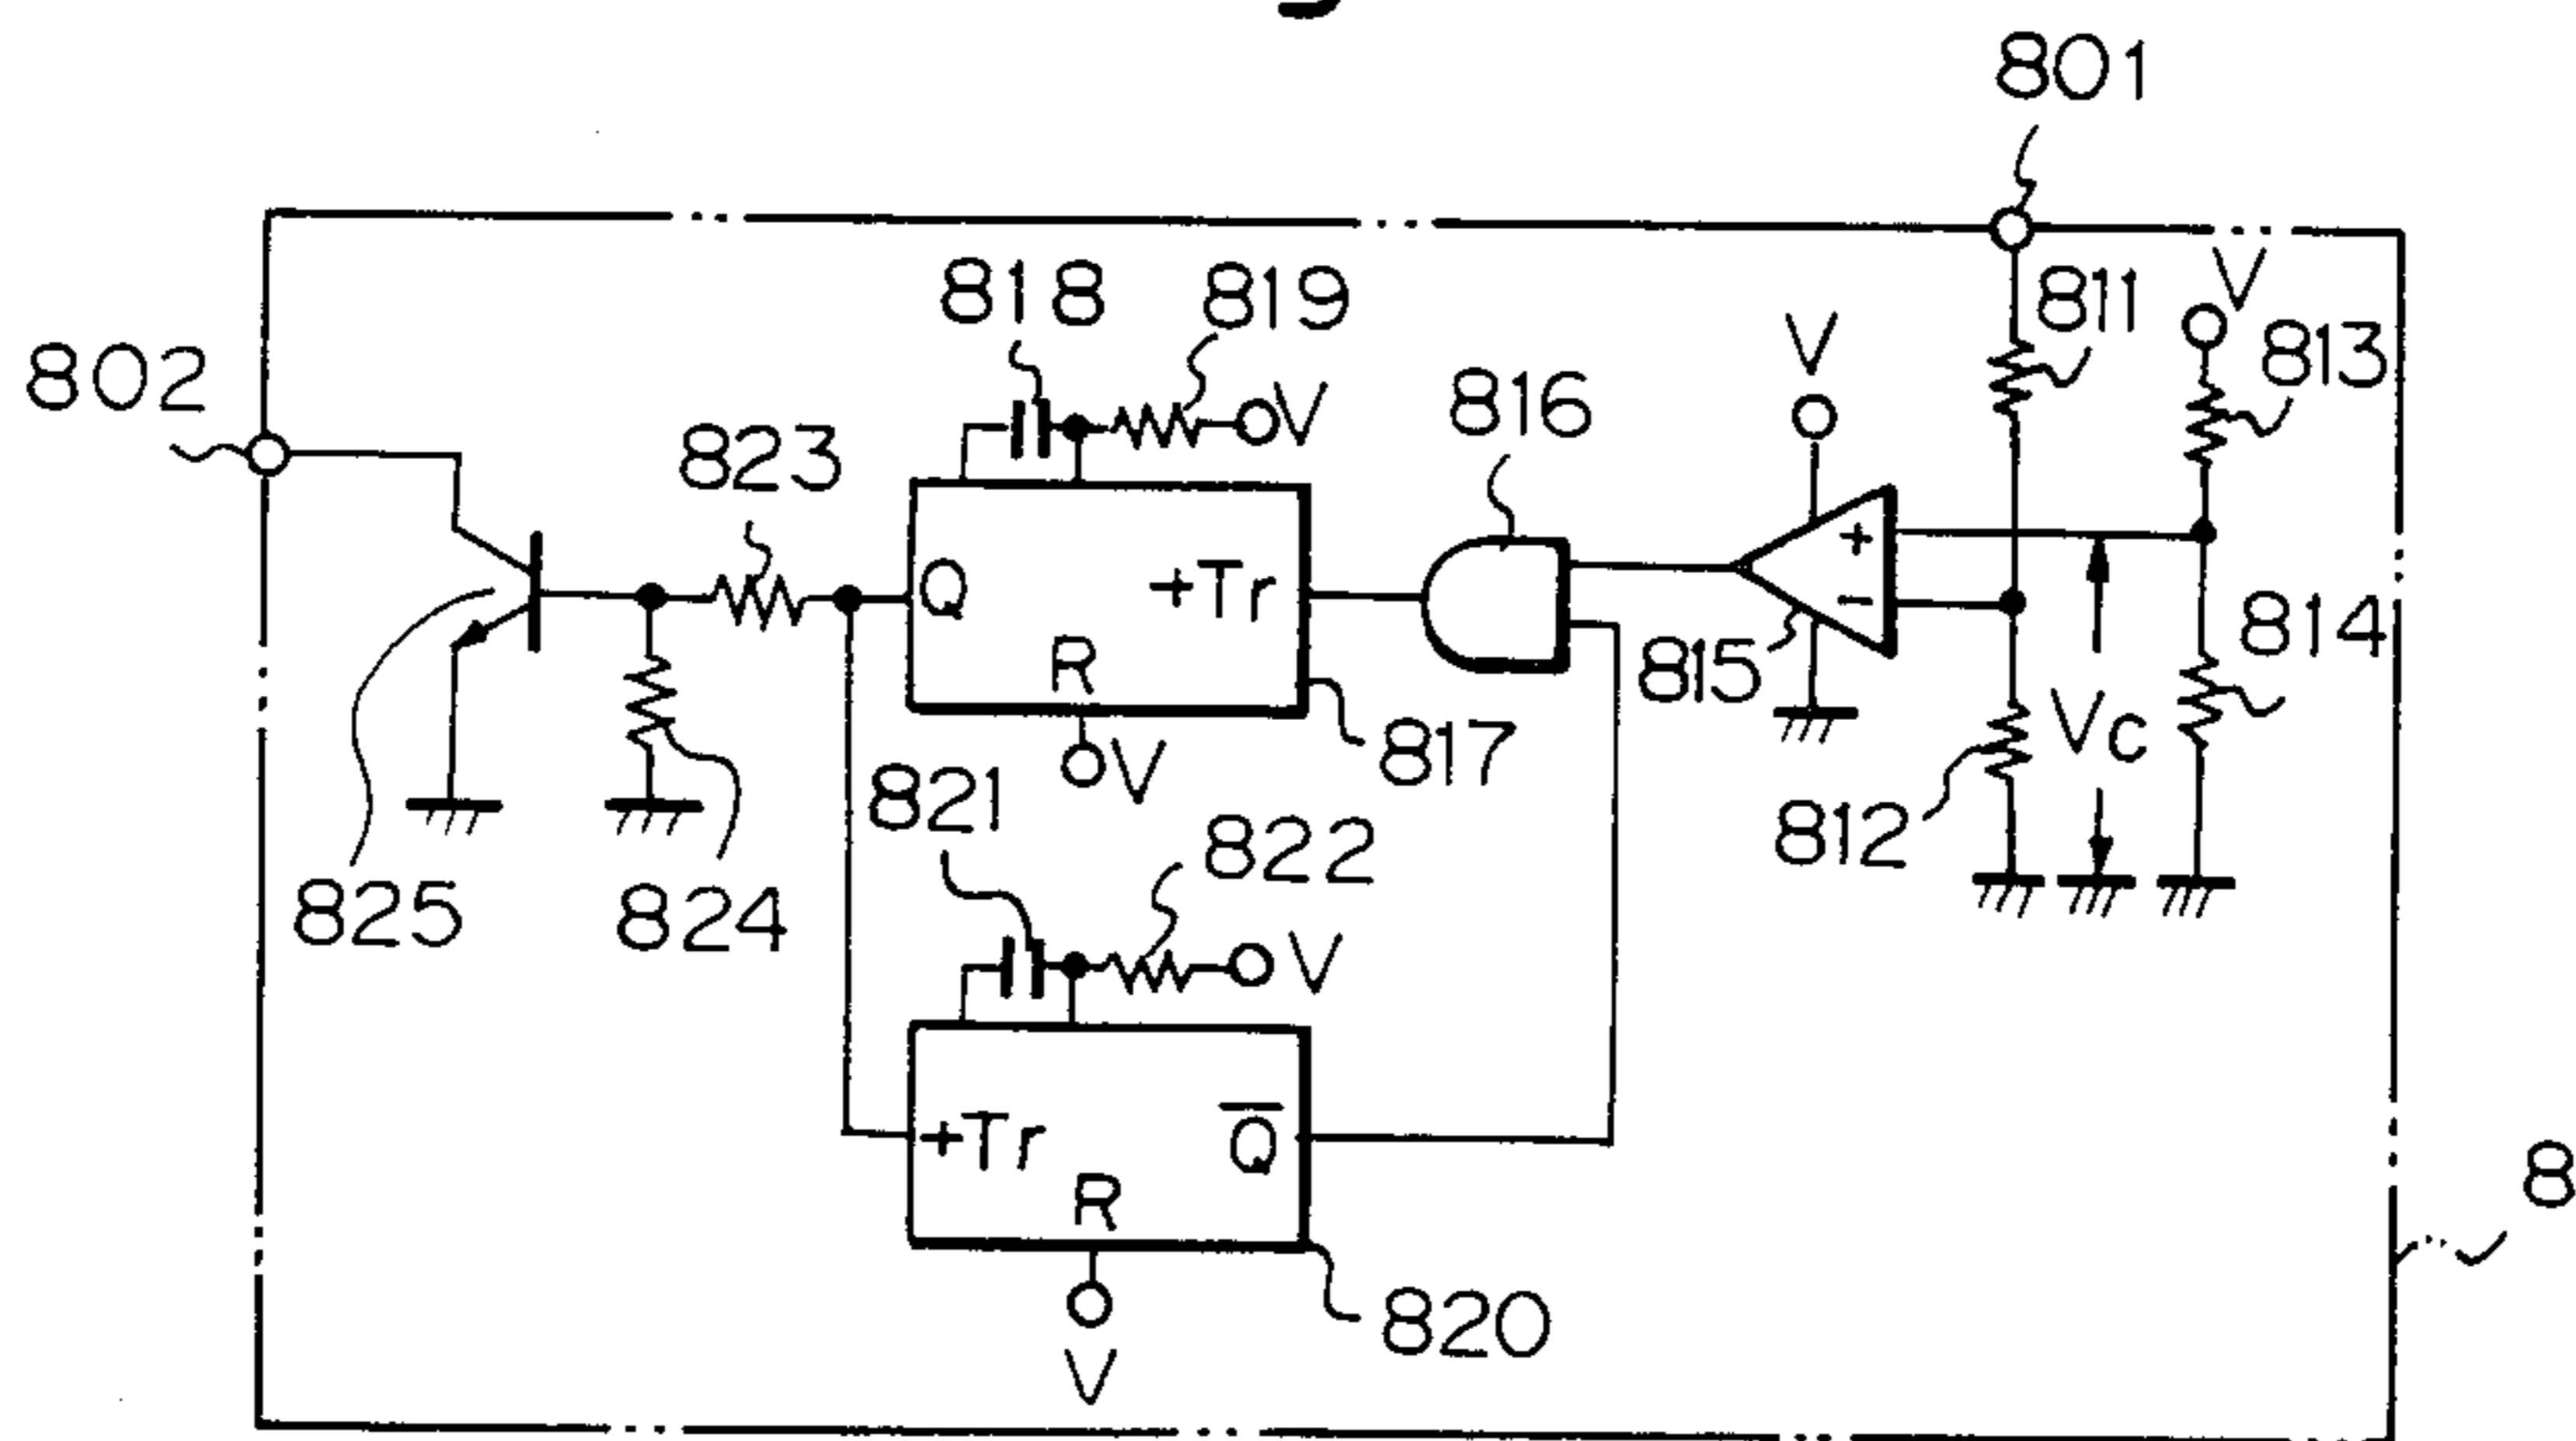 801
818 819 V 811 V
802 V 813
823 816
Q +Tr + -
R 815 814
V 817 Vc
821 822 812
825 824 V
+Tr Q̅
R 8
V 820